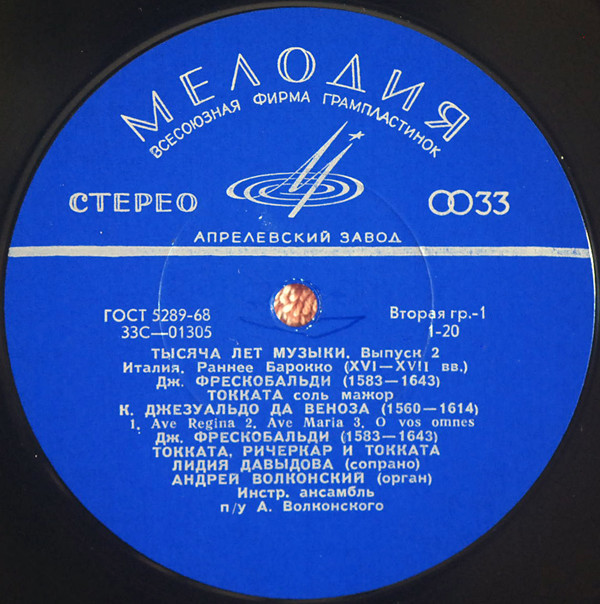 МЕЛОДИЯ
ВСЕСОЮЗНАЯ ФИРМА ГРАМПЛАСТИНОК
СТЕРЕО
33
АПРЕЛЕВСКИЙ ЗАВОД
ГОСТ 5289-68
Вторая гр.-1
33С—01305
1-20
ТЫСЯЧА ЛЕТ МУЗЫКИ. Выпуск 2
Италия. Раннее Барокко (XVI—XVII вв.)
Дж. ФРЕСКОБАЛЬДИ (1583—1643)
ТОККАТА соль мажор
К. ДЖЕЗУАЛЬДО ДА ВЕНОЗА (1560—1614)
1. Ave Regina 2. Ave Maria 3. O vos omnes
Дж. ФРЕСКОБАЛЬДИ (1583—1643)
ТОККАТА, РИЧЕРКАР И ТОККАТА
ЛИДИЯ ДАВЫДОВА (сопрано)
АНДРЕЙ ВОЛКОНСКИЙ (орган)
Инстр. ансамбль
п/у А. Волконского